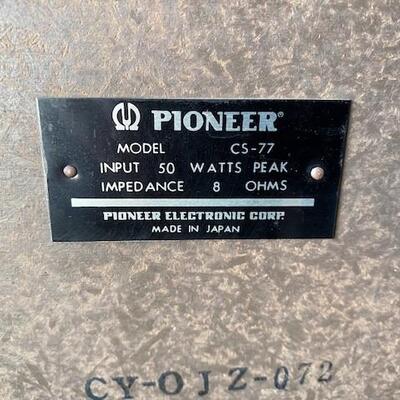 PIONEER®
MODEL CS-77
INPUT 50 WATTS PEAK
IMPEDANCE 8 OHMS
PIONEER ELECTRONIC CORP.
MADE IN JAPAN
CY-OJZ-072